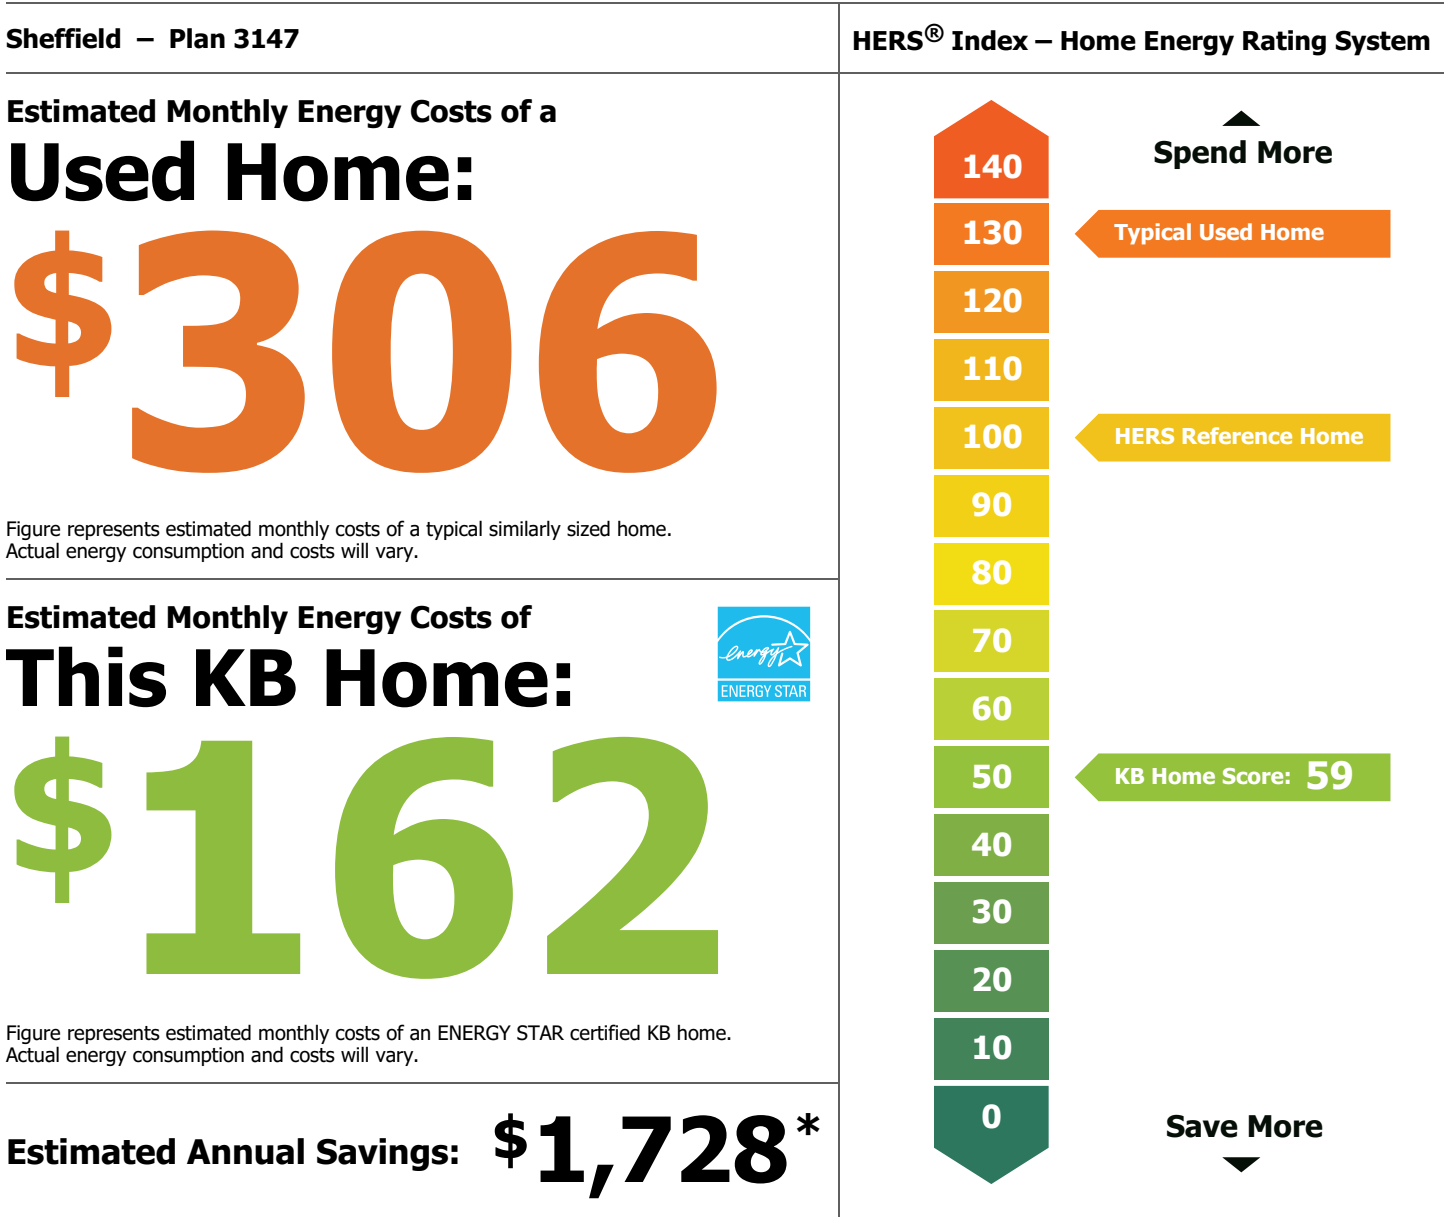 Sheffield – Plan 3147
Estimated Monthly Energy Costs of a
Used Home:
$306
Figure represents estimated monthly costs of a typical similarly sized home.
Actual energy consumption and costs will vary.
Estimated Monthly Energy Costs of
This KB Home:
energy
ENERGY STAR
$162
Figure represents estimated monthly costs of an ENERGY STAR certified KB home.
Actual energy consumption and costs will vary.
Estimated Annual Savings: $1,728*
HERS® Index – Home Energy Rating System
Spend More
140
130 Typical Used Home
120
110
100 HERS Reference Home
90
80
70
60
50 KB Home Score: 59
40
30
20
10
0
Save More